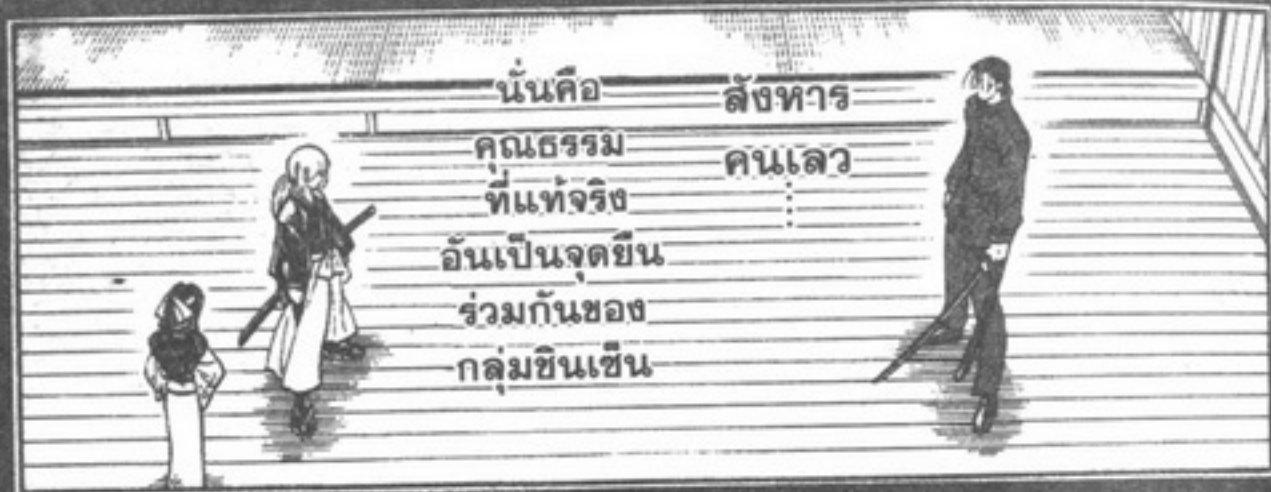 สังหาร
คนเลว
⋮
นั่นคือ
คุณธรรม
ที่แท้จริง
อันเป็นจุดยืน
ร่วมกันของ
กลุ่มชินเซ็น